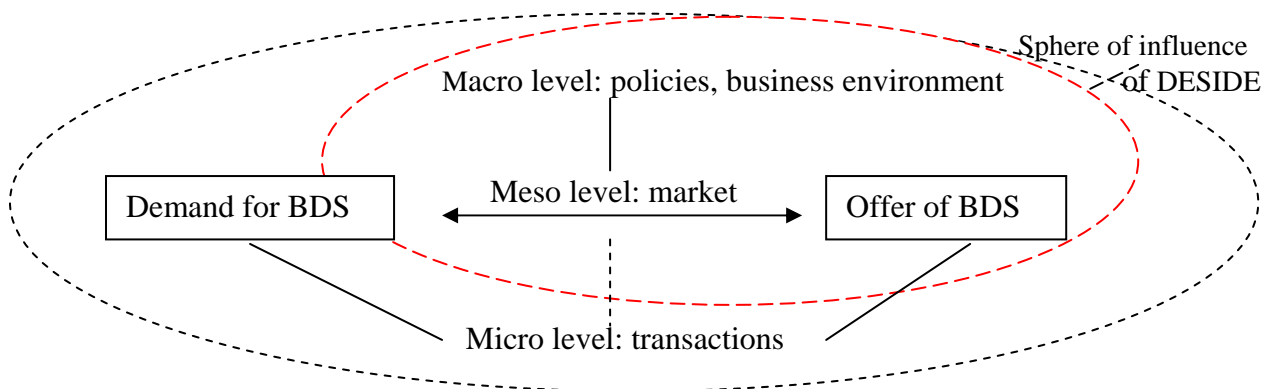 Sphere of influence
of DESIDE
Macro level: policies, business environment
Demand for BDS
Meso level: market
Offer of BDS
Micro level: transactions